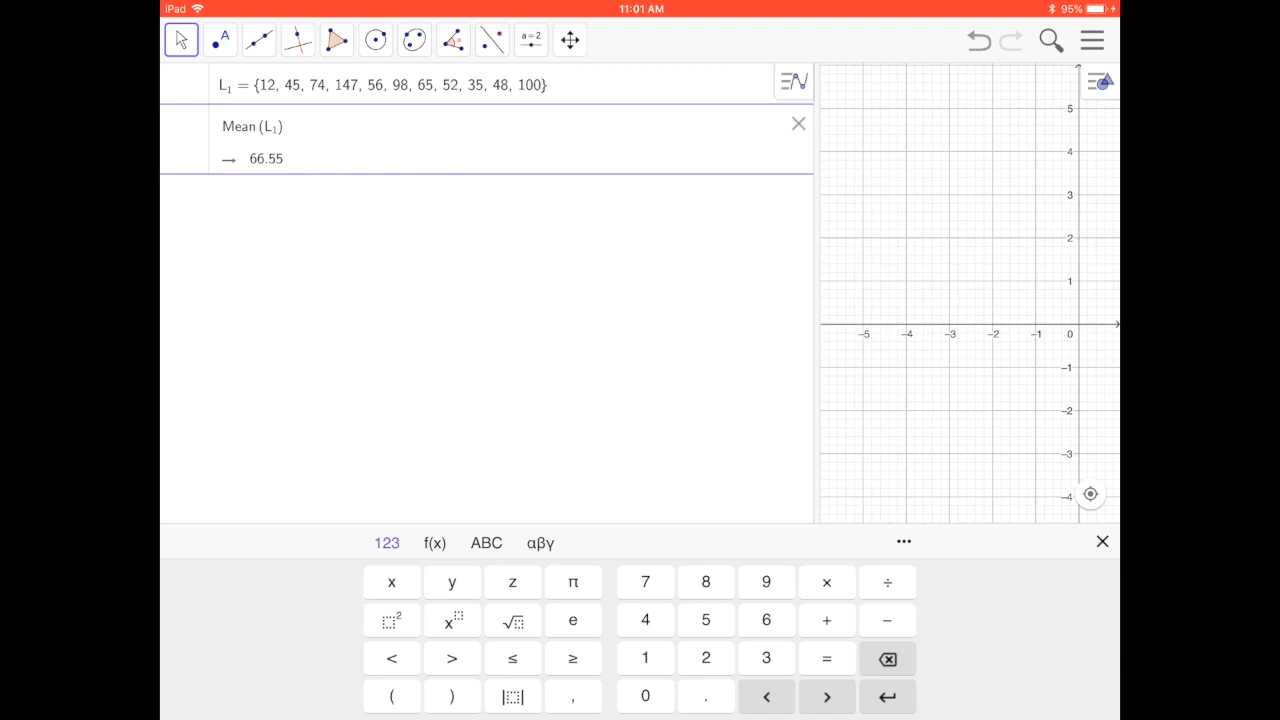 iPad 11:01 AM 95%
A α a = 2
L₁ = {12, 45, 74, 147, 56, 98, 65, 52, 35, 48, 100}
Mean (L₁)
→ 66.55
5
4
3
2
1
–5 –4 –3 –2 –1 0
–1
–2
–3
–4
123 f(x) ABC αβγ ...
x y z π 7 8 9 × ÷
² x √ e 4 5 6 + −
< > ≤ ≥ 1 2 3 =
( ) | | , 0 . < >